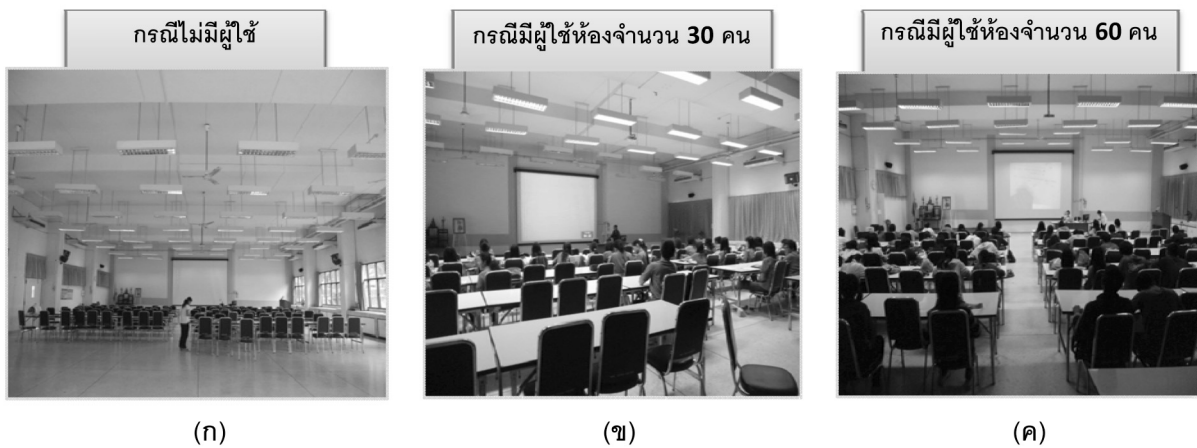 กรณีไม่มีผู้ใช้
กรณีมีผู้ใช้ห้องจำนวน 30 คน
กรณีมีผู้ใช้ห้องจำนวน 60 คน
(ก)
(ข)
(ค)